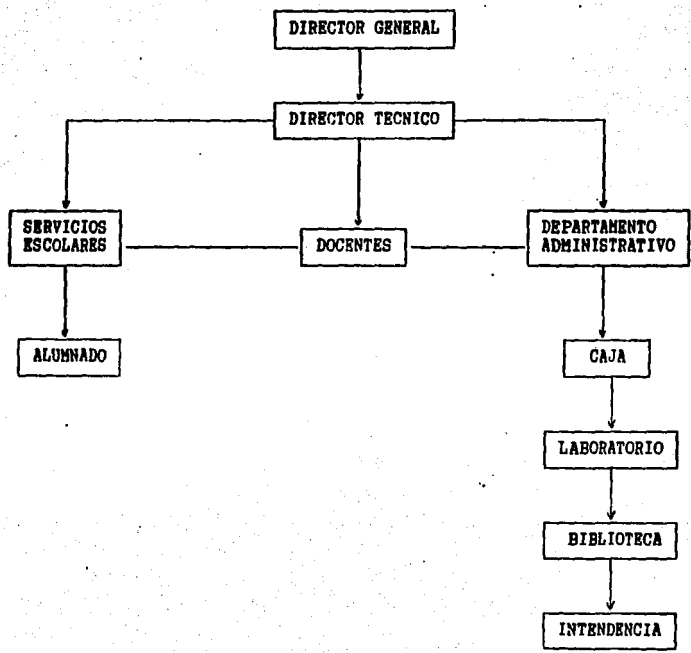 DIRECTOR GENERAL
DIRECTOR TECNICO
SERVICIOS
ESCOLARES
DOCENTES
DEPARTAMENTO
ADMINISTRATIVO
ALUMNADO
CAJA
LABORATORIO
BIBLIOTECA
INTENDENCIA